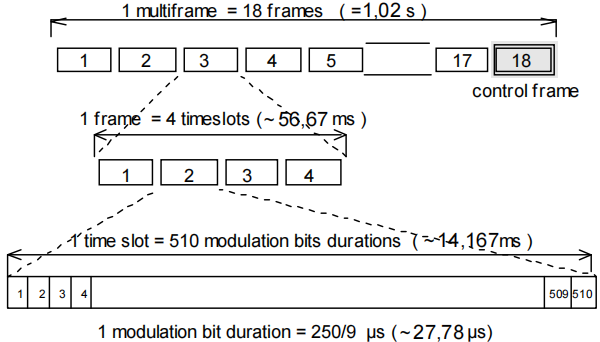 1 multiframe = 18 frames ( =1,02 s )
1 2 3 4 5 17 18
control frame
1 frame = 4 timeslots (~ 56,67 ms )
1 2 3 4
1 time slot = 510 modulation bits durations ( ~14,167ms )
1 2 3 4 509 510
1 modulation bit duration = 250/9 µs (~27,78 µs)